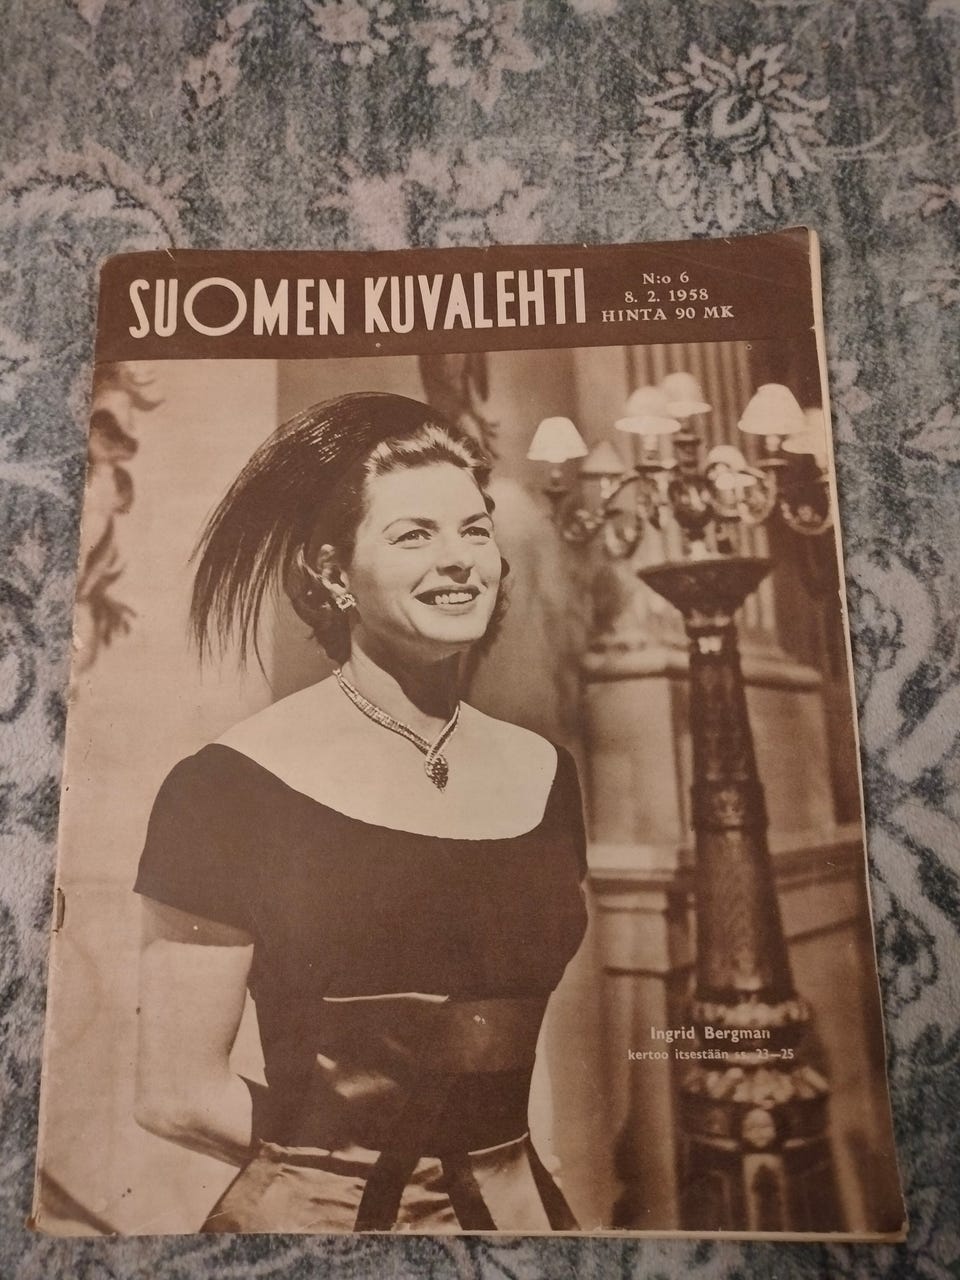 SUOMEN KUVALEHTI
N:o 6
8. 2. 1958
HINTA 90 MK
Ingrid Bergman
kertoo itsestään ss. 23—25